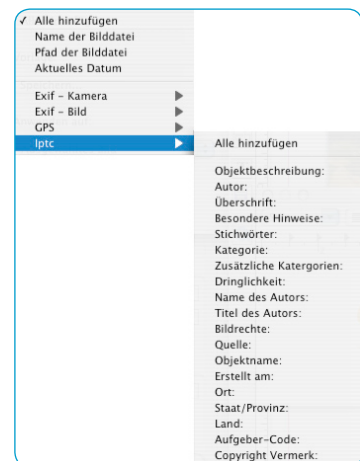 ✓ Alle hinzufügen
Name der Bilddatei
Pfad der Bilddatei
Aktuelles Datum
Exif – Kamera
Exif – Bild
GPS
Iptc
Alle hinzufügen
Objektbeschreibung:
Autor:
Überschrift:
Besondere Hinweise:
Stichwörter:
Kategorie:
Zusätzliche Katergorien:
Dringlichkeit:
Name des Autors:
Titel des Autors:
Bildrechte:
Quelle:
Objektname:
Erstellt am:
Ort:
Staat/Provinz:
Land:
Aufgeber-Code:
Copyright Vermerk: